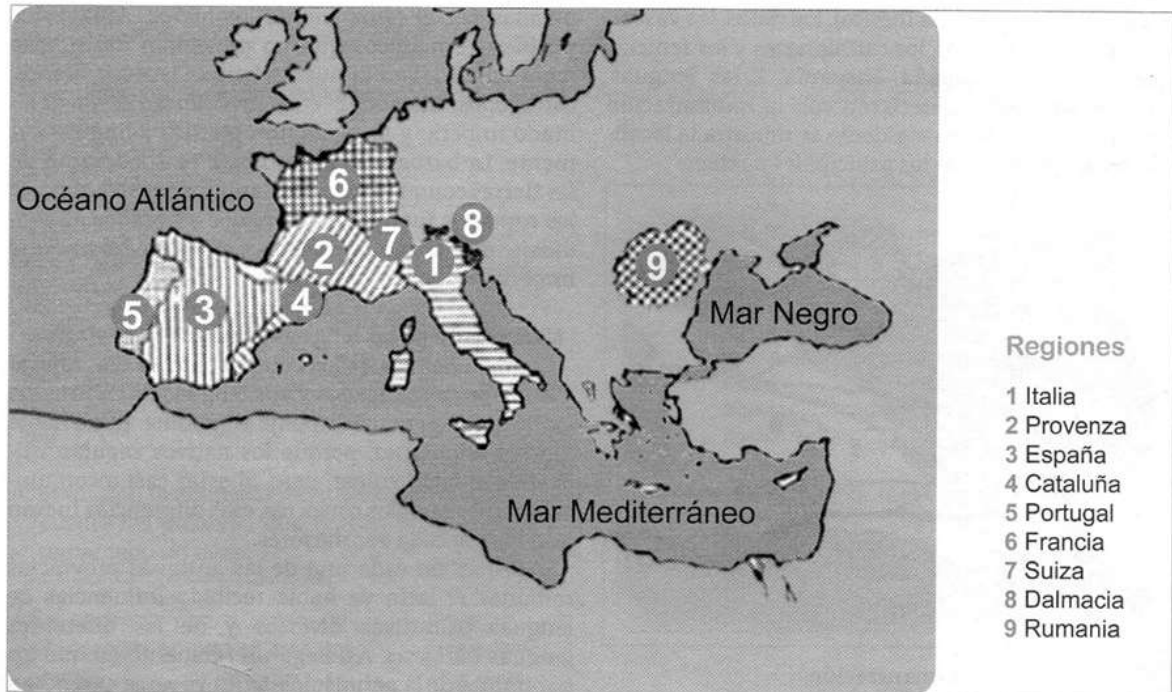 Océano Atlántico
6
8
2
7
1
9
5
3
4
Mar Negro
Mar Mediterráneo
Regiones
1 Italia
2 Provenza
3 España
4 Cataluña
5 Portugal
6 Francia
7 Suiza
8 Dalmacia
9 Rumania